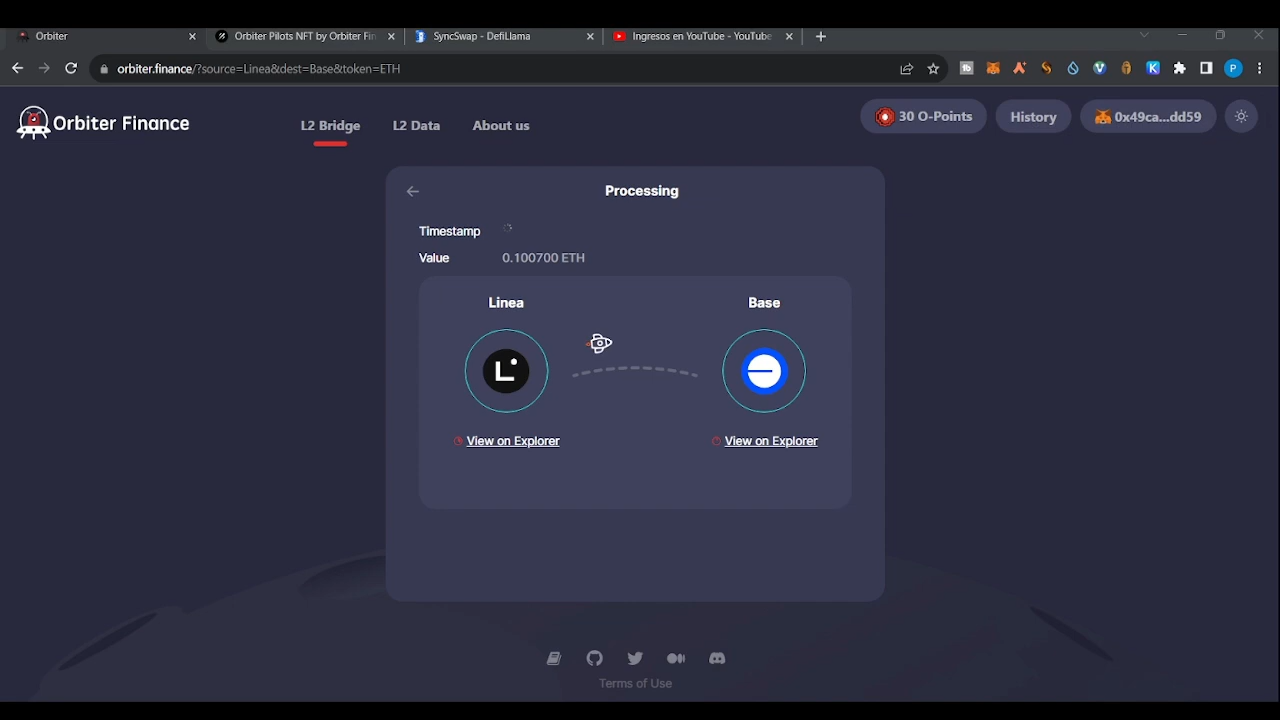 Orbiter
Orbiter Pilots NFT by Orbiter Fin
SyncSwap - DefiLlama
Ingresos en YouTube - YouTube
orbiter.finance/?source=Linea&dest=Base&token=ETH
Orbiter Finance
L2 Bridge
L2 Data
About us
30 O-Points
History
0x49ca...dd59
Processing
Timestamp
Value 0.100700 ETH
Linea
Base
View on Explorer
View on Explorer
Terms of Use